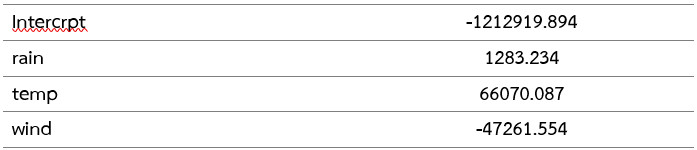 Intercrpt -1212919.894
rain 1283.234
temp 66070.087
wind -47261.554